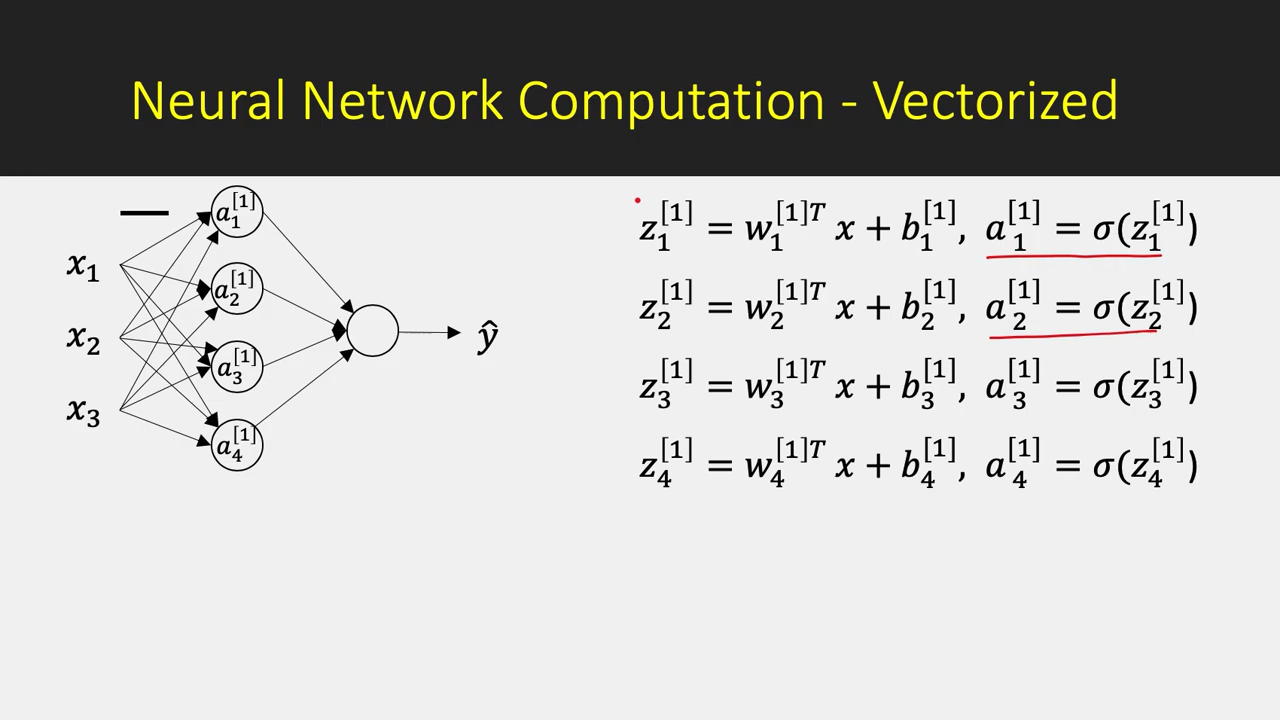 Neural Network Computation - Vectorized
a₁^[1]
x₁
a₂^[1]
x₂
ŷ
a₃^[1]
x₃
a₄^[1]
z₁^[1] = w₁^[1]T x + b₁^[1], a₁^[1] = σ(z₁^[1])
z₂^[1] = w₂^[1]T x + b₂^[1], a₂^[1] = σ(z₂^[1])
z₃^[1] = w₃^[1]T x + b₃^[1], a₃^[1] = σ(z₃^[1])
z₄^[1] = w₄^[1]T x + b₄^[1], a₄^[1] = σ(z₄^[1])